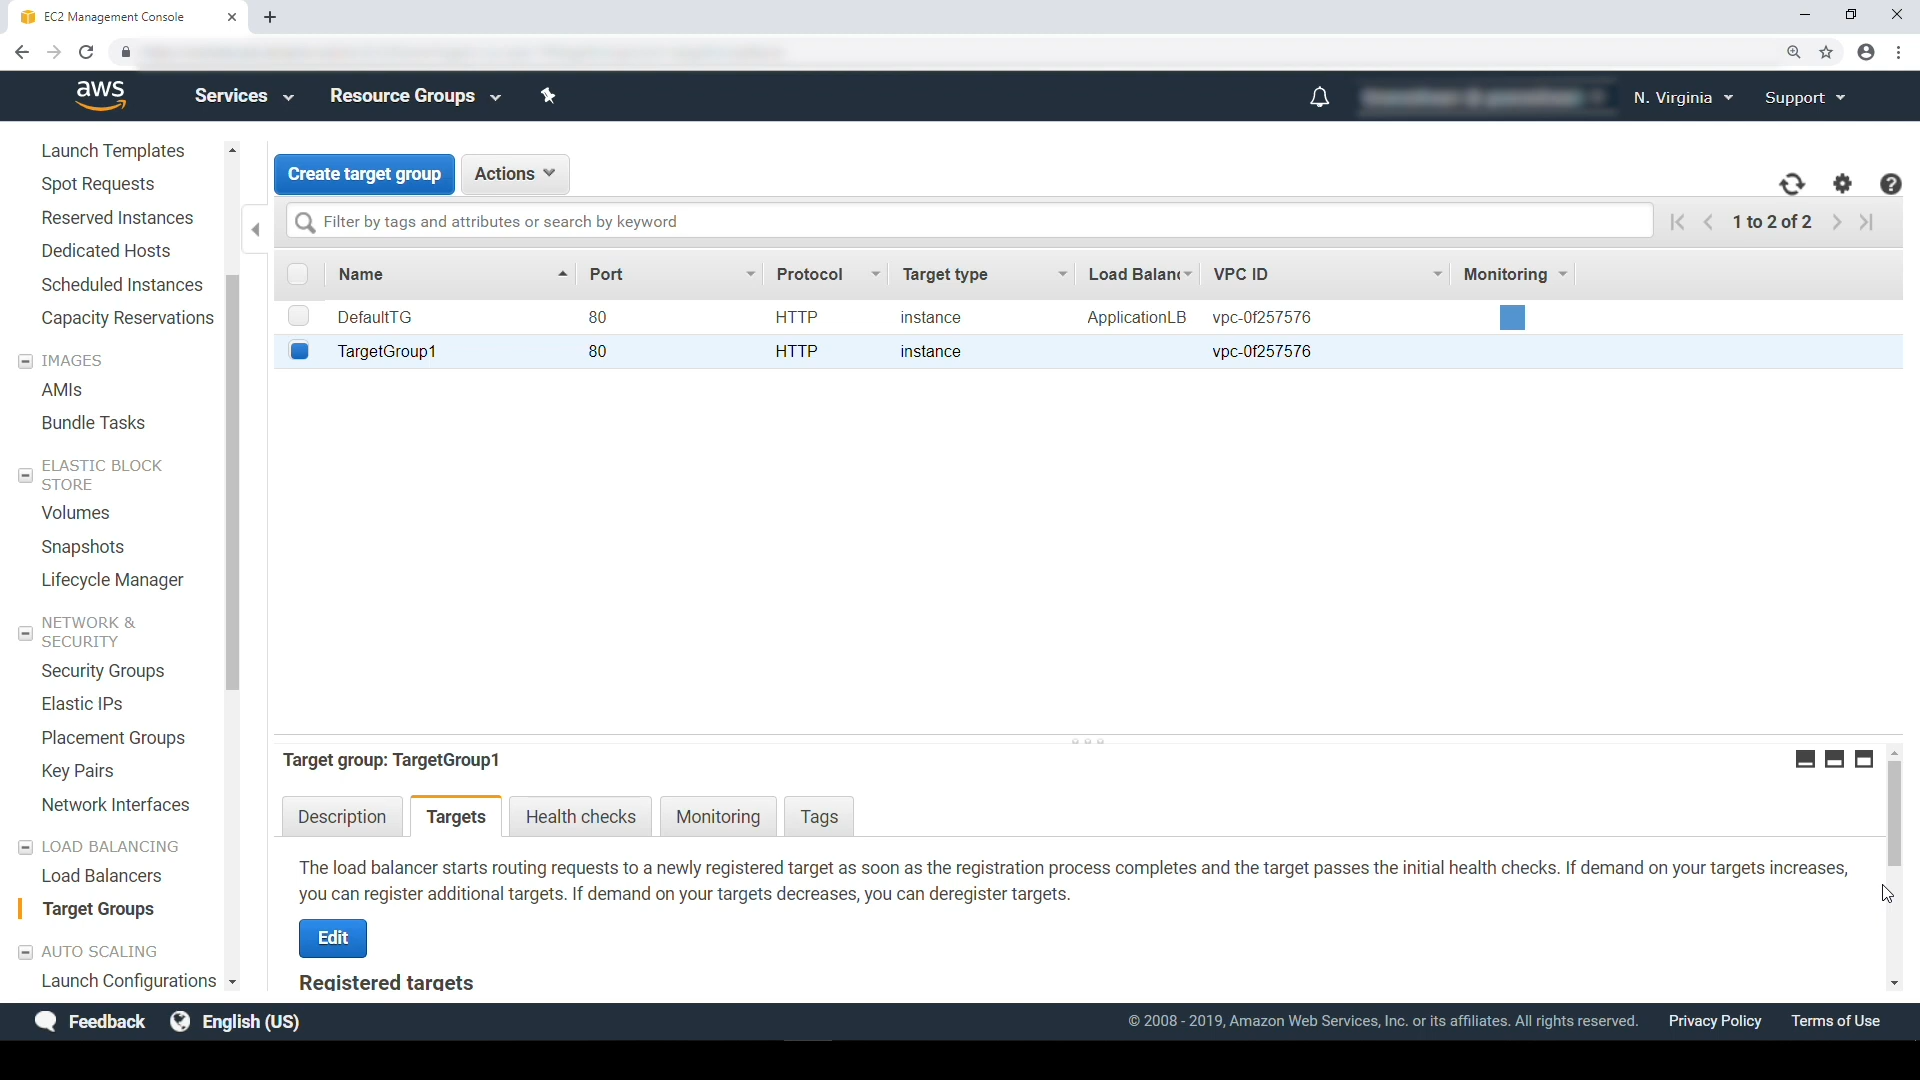 EC2 Management Console
aws
Services
Resource Groups
N. Virginia
Support
Launch Templates
Spot Requests
Reserved Instances
Dedicated Hosts
Scheduled Instances
Capacity Reservations
IMAGES
AMIs
Bundle Tasks
ELASTIC BLOCK
STORE
Volumes
Snapshots
Lifecycle Manager
NETWORK &
SECURITY
Security Groups
Elastic IPs
Placement Groups
Key Pairs
Network Interfaces
LOAD BALANCING
Load Balancers
Target Groups
AUTO SCALING
Launch Configurations
Create target group Actions
Filter by tags and attributes or search by keyword 1 to 2 of 2
Name Port Protocol Target type Load Balanc VPC ID Monitoring
DefaultTG 80 HTTP instance ApplicationLB vpc-0f257576
TargetGroup1 80 HTTP instance vpc-0f257576
Target group: TargetGroup1
Description Targets Health checks Monitoring Tags
The load balancer starts routing requests to a newly registered target as soon as the registration process completes and the target passes the initial health checks. If demand on your targets increases,
you can register additional targets. If demand on your targets decreases, you can deregister targets.
Edit
Registered targets
Feedback English (US) © 2008 - 2019, Amazon Web Services, Inc. or its affiliates. All rights reserved. Privacy Policy Terms of Use